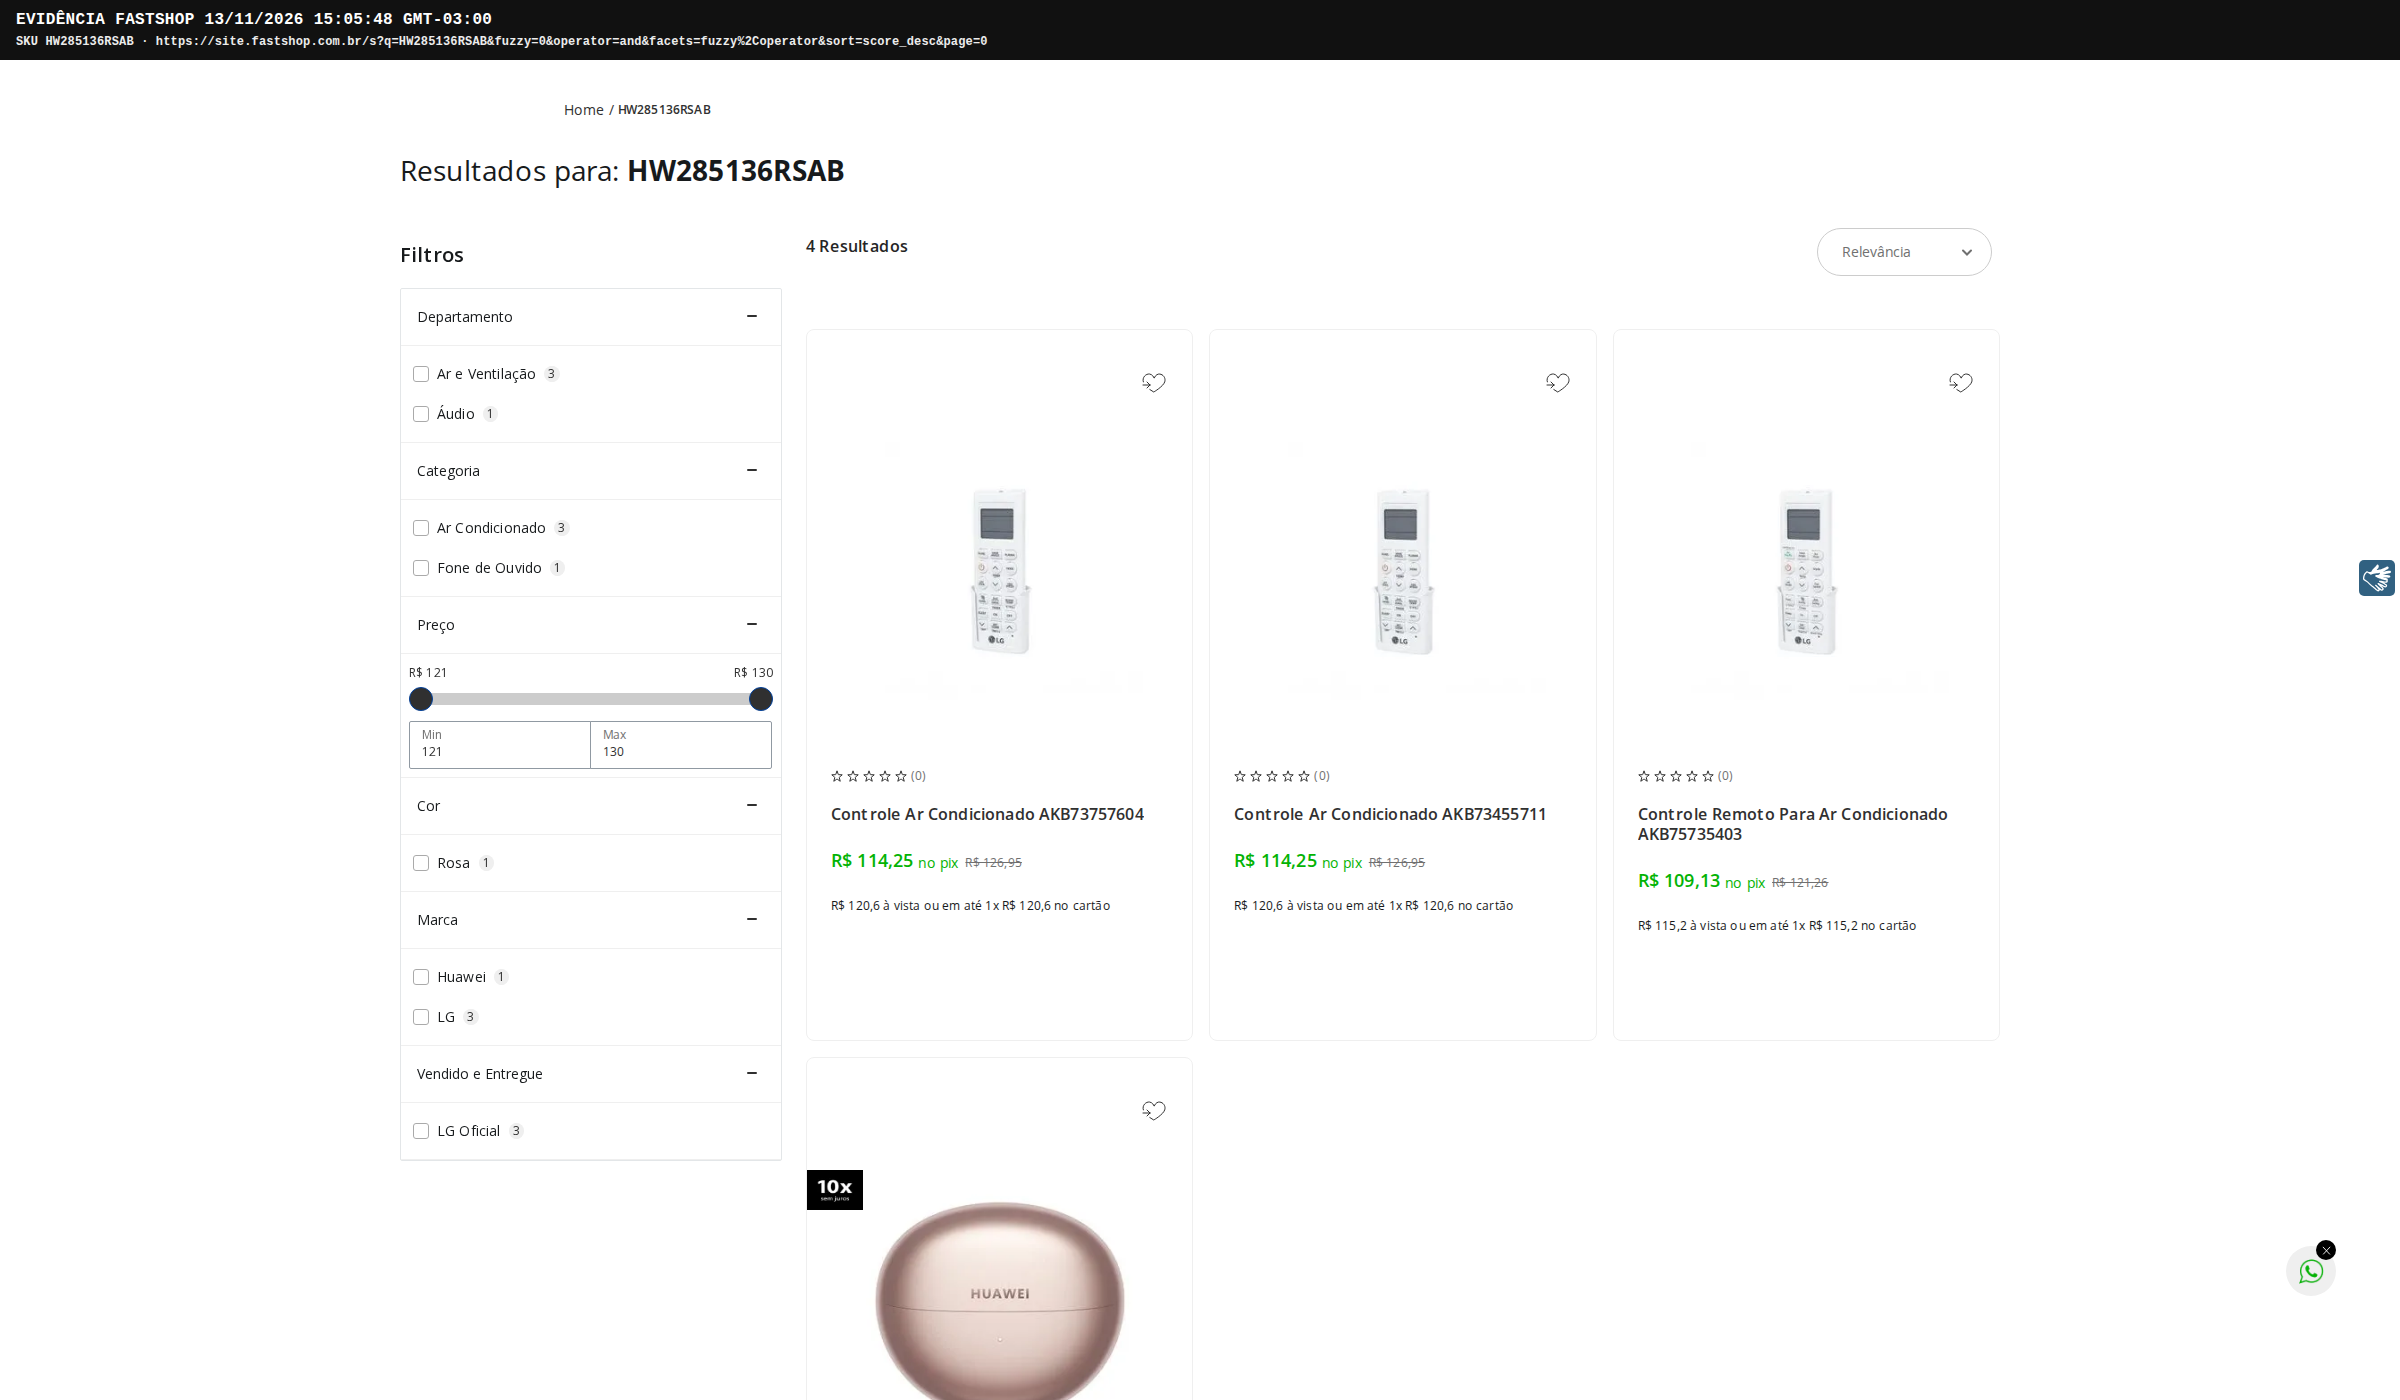 EVIDÊNCIA FASTSHOP 13/11/2026 15:05:48 GMT-03:00
SKU HW285136RSAB · https://site.fastshop.com.br/s?q=HW285136RSAB&fuzzy=0&operator=and&facets=fuzzy%2Coperator&sort=score_desc&page=0
Home / HW285136RSAB
Resultados para: HW285136RSAB
Filtros
Departamento
Ar e Ventilação 3
Áudio 1
Categoria
Ar Condicionado 3
Fone de Ouvido 1
Preço
R$ 121 R$ 130
Min Max
121 130
Cor
Rosa 1
Marca
Huawei 1
LG 3
Vendido e Entregue
LG Oficial 3
4 Resultados
Relevância
LG
(0)
Controle Ar Condicionado AKB73757604
R$ 114,25 no pix R$ 126,95
R$ 120,6 à vista ou em até 1x R$ 120,6 no cartão
LG
(0)
Controle Ar Condicionado AKB73455711
R$ 114,25 no pix R$ 126,95
R$ 120,6 à vista ou em até 1x R$ 120,6 no cartão
LG
(0)
Controle Remoto Para Ar Condicionado
AKB75735403
R$ 109,13 no pix R$ 121,26
R$ 115,2 à vista ou em até 1x R$ 115,2 no cartão
10x
sem juros
HUAWEI